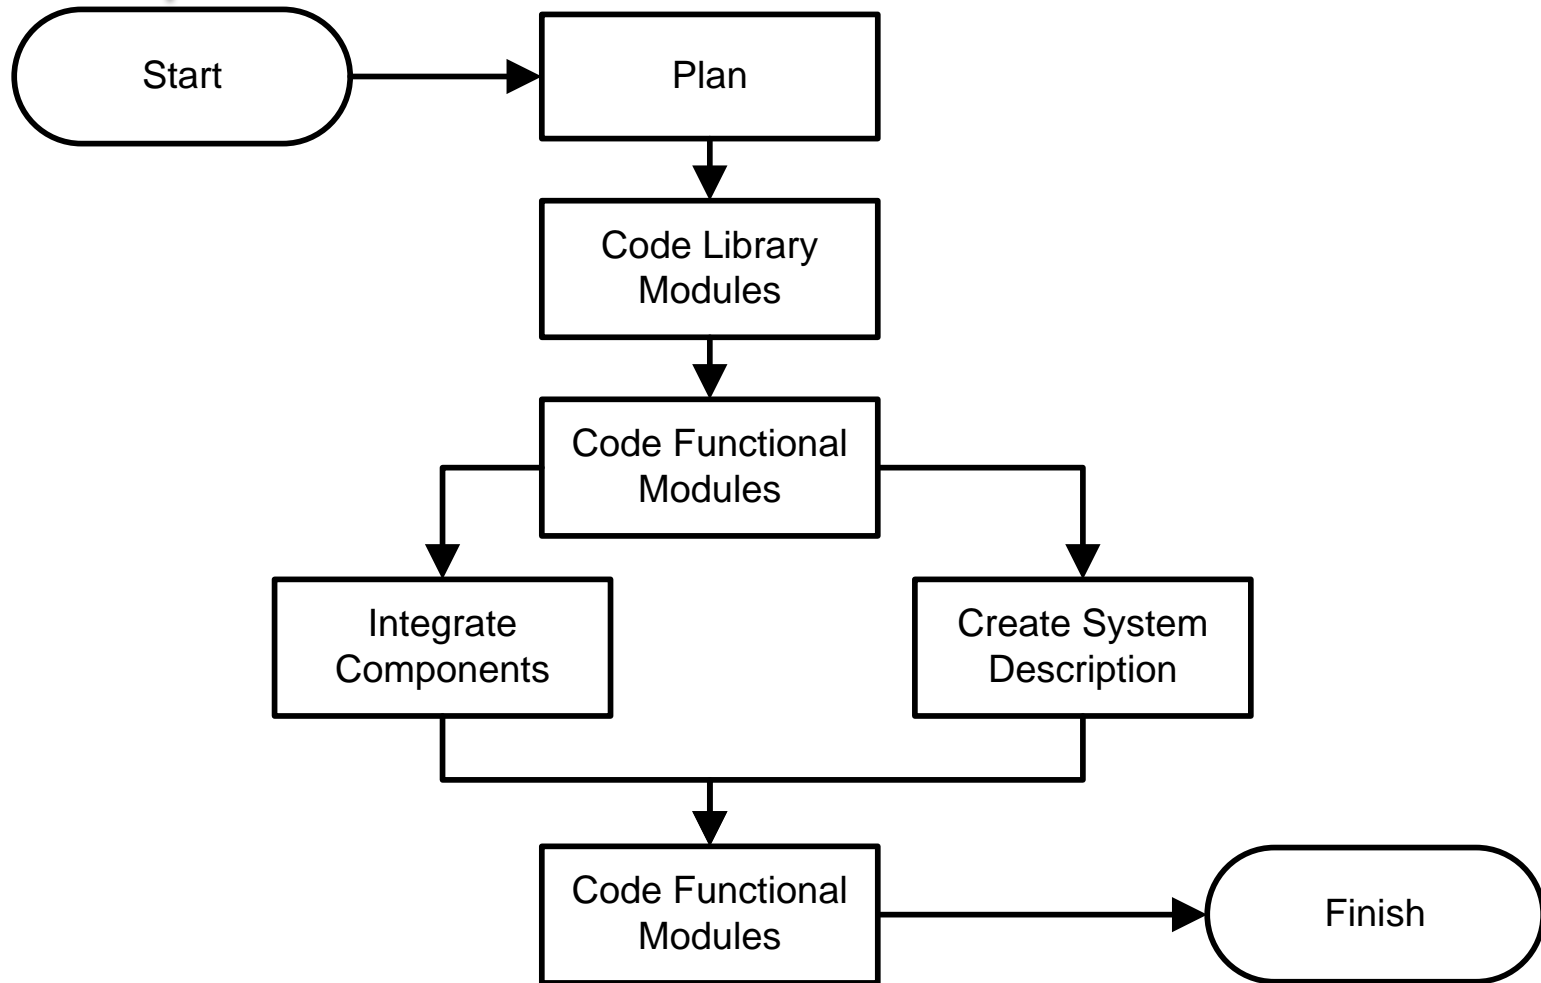 Start
Plan
Code Library
Modules
Code Functional
Modules
Integrate
Components
Create System
Description
Code Functional
Modules
Finish